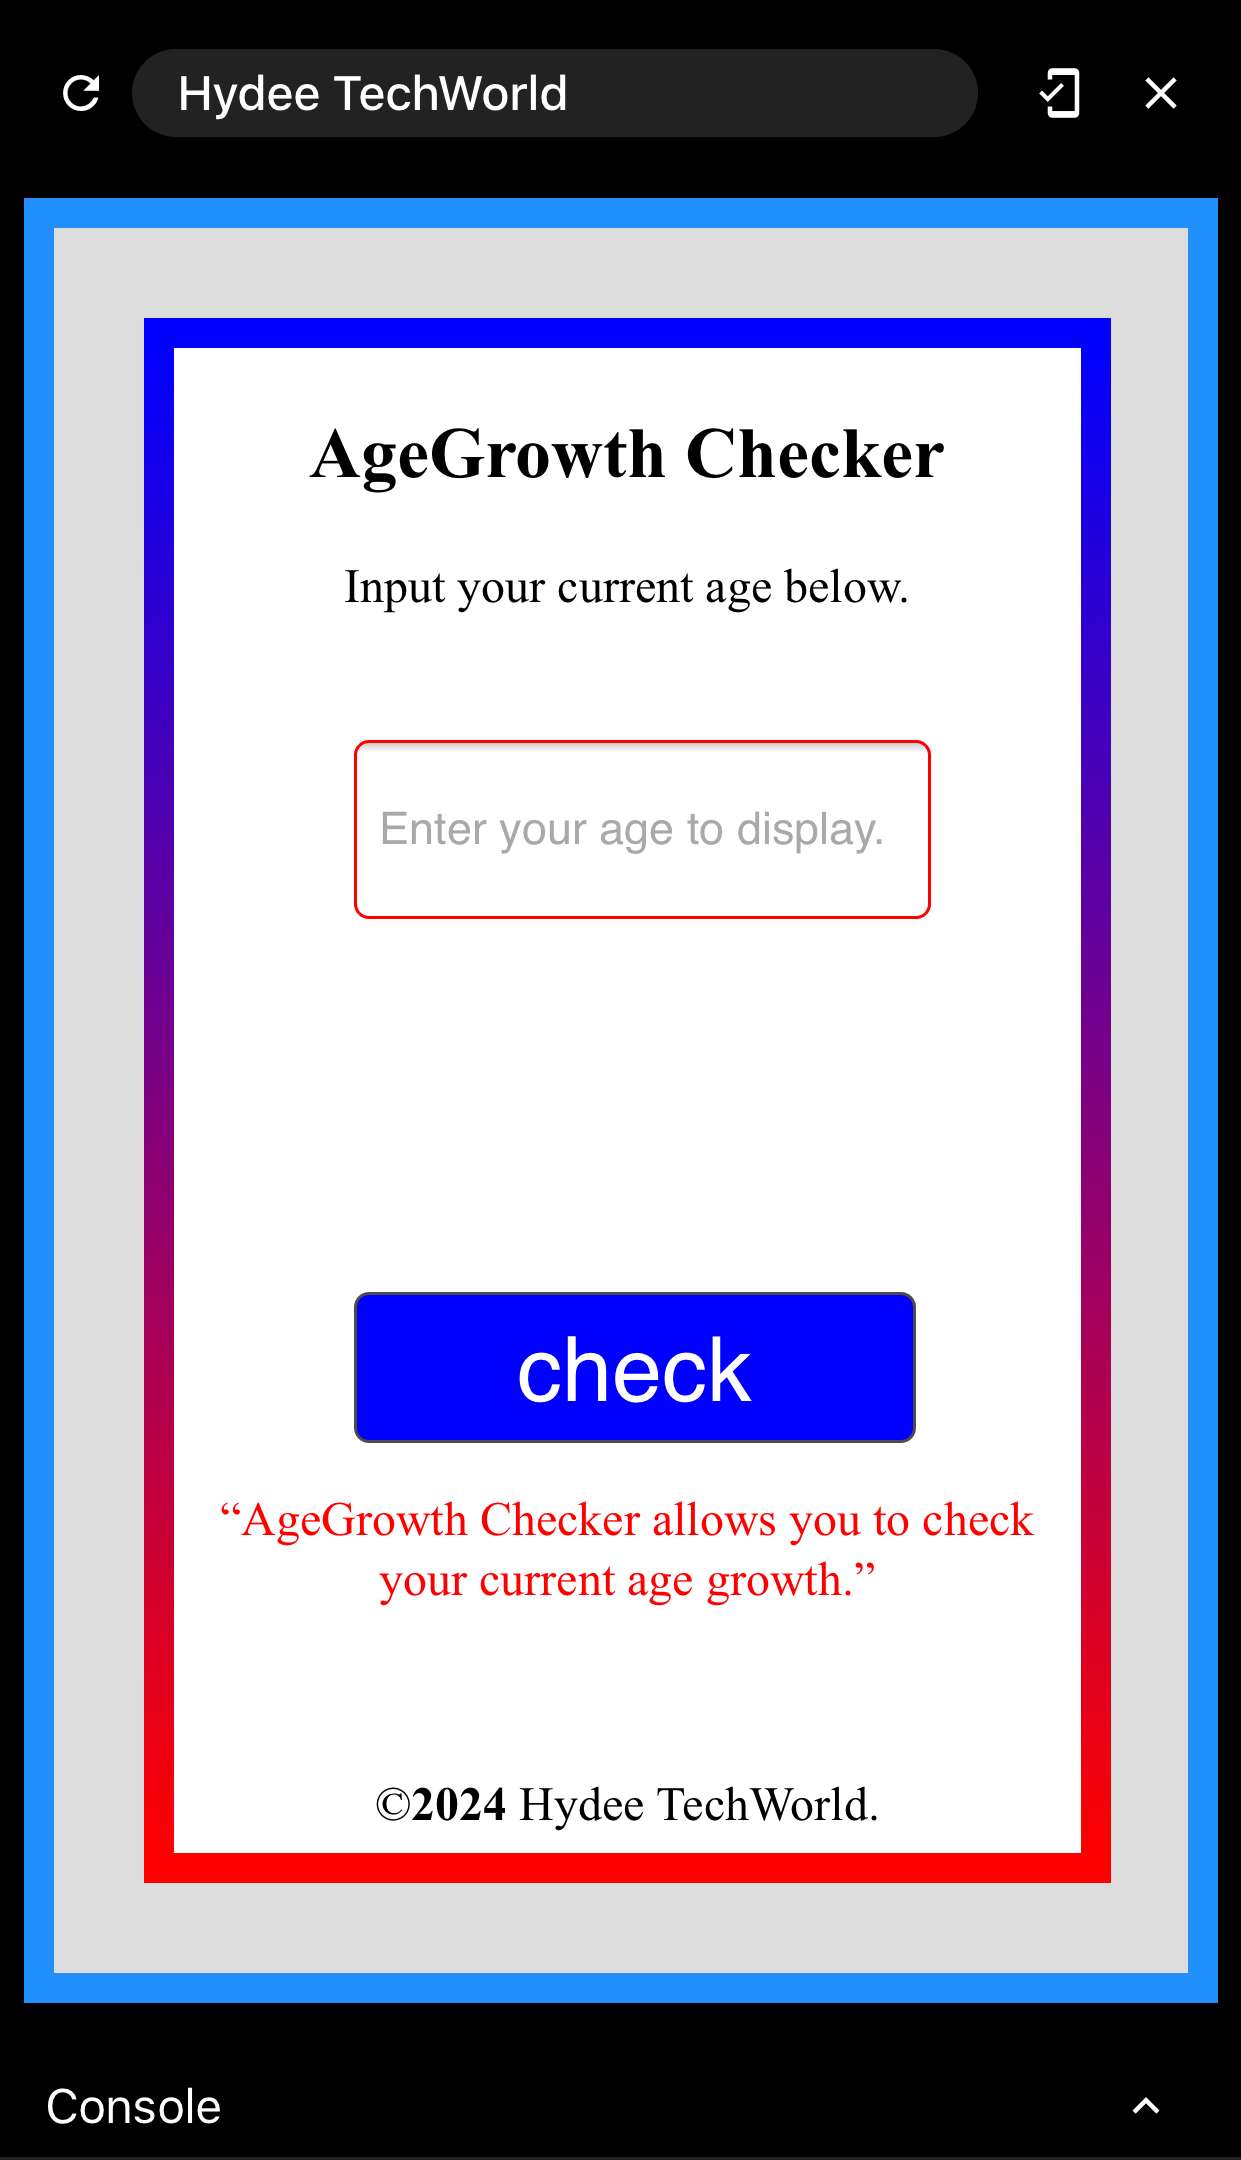 Hydee TechWorld
AgeGrowth Checker
Input your current age below.
Enter your age to display.
check
“AgeGrowth Checker allows you to check
your current age growth.”
©2024 Hydee TechWorld.
Console